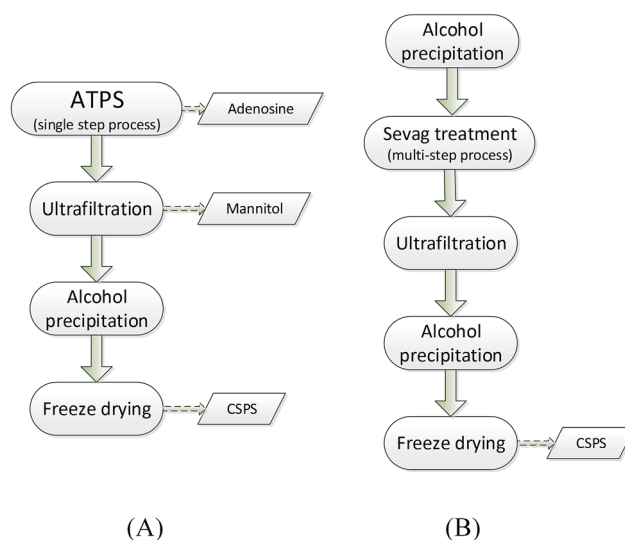 ATPS
(single step process)
Adenosine
Ultrafiltration
Mannitol
Alcohol
precipitation
Freeze drying
CSPS
(A)
Alcohol
precipitation
Sevag treatment
(multi-step process)
Ultrafiltration
Alcohol
precipitation
Freeze drying
CSPS
(B)